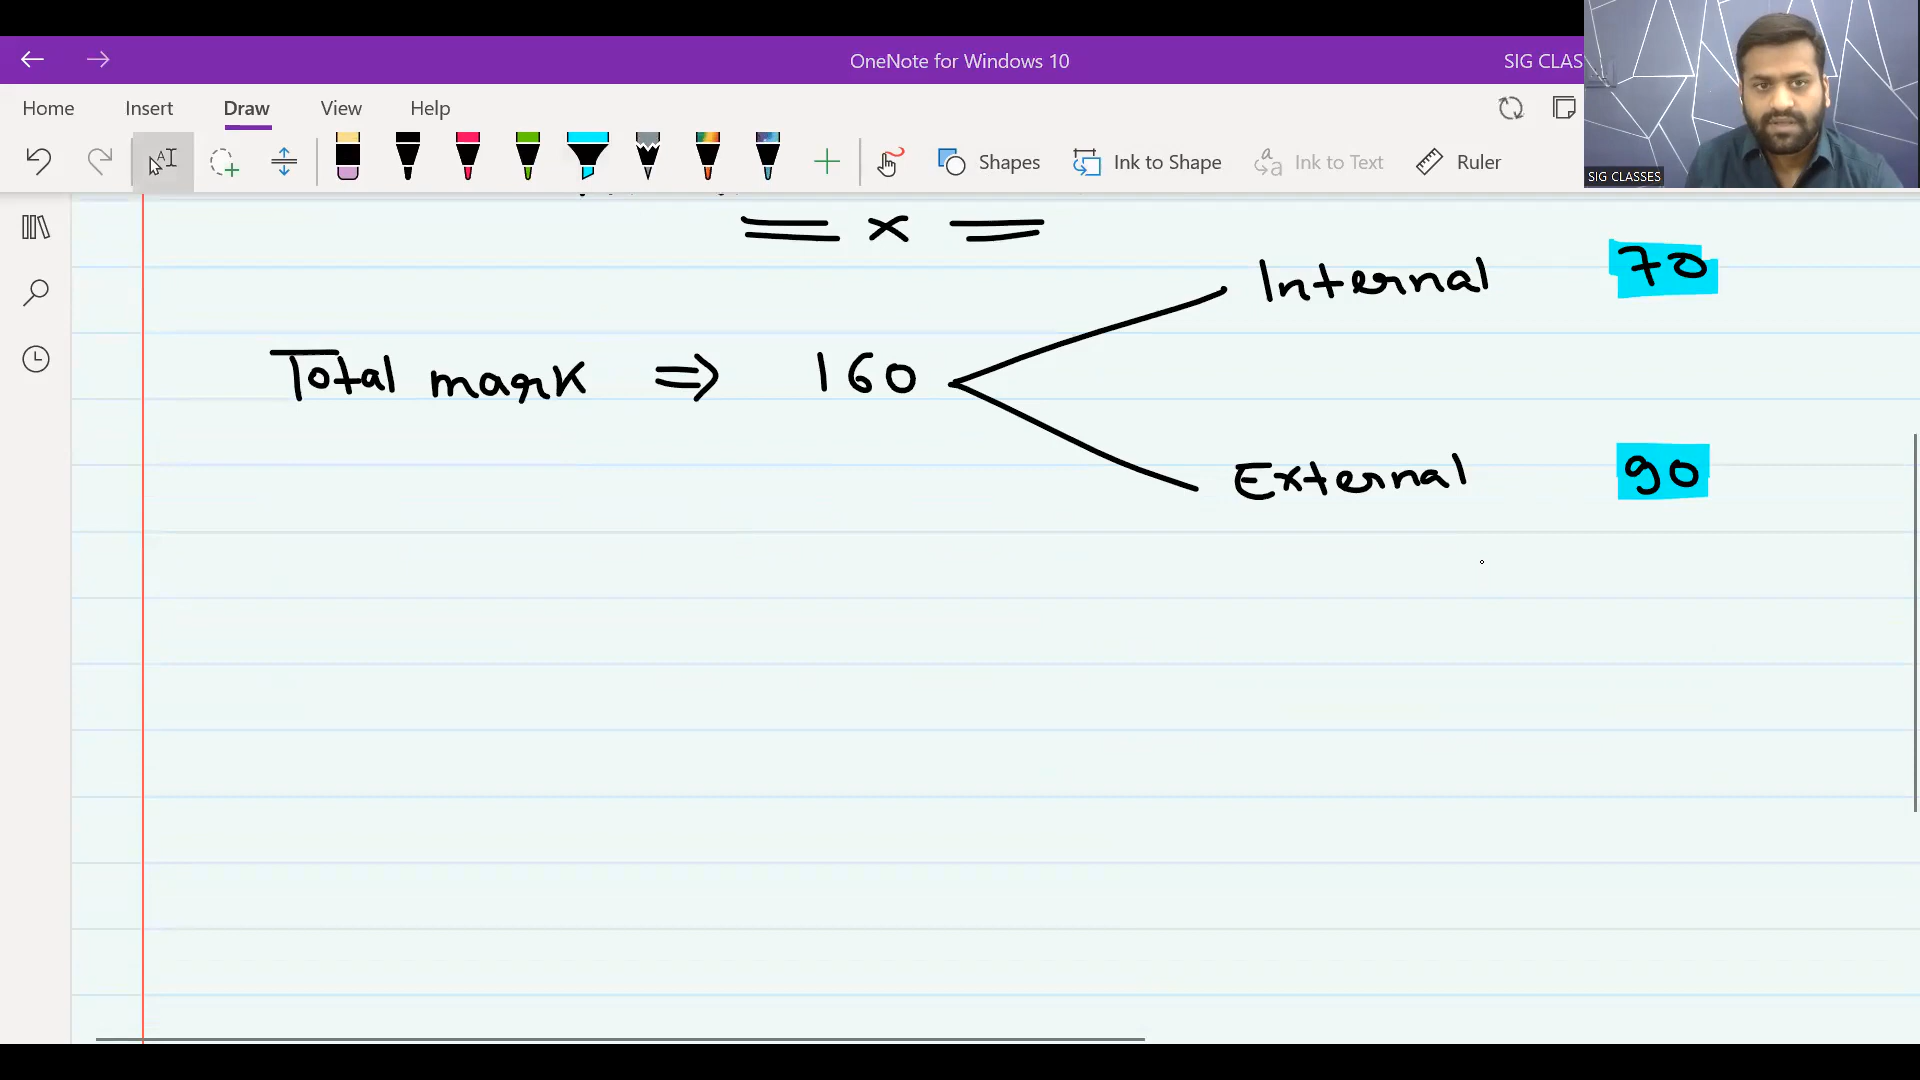 OneNote for Windows 10
SIG CLAS
Home Insert Draw View Help
Shapes Ink to Shape Ink to Text Ruler
SIG CLASSES
= x =
Internal 70
Total mark ⇒ 160
External 90